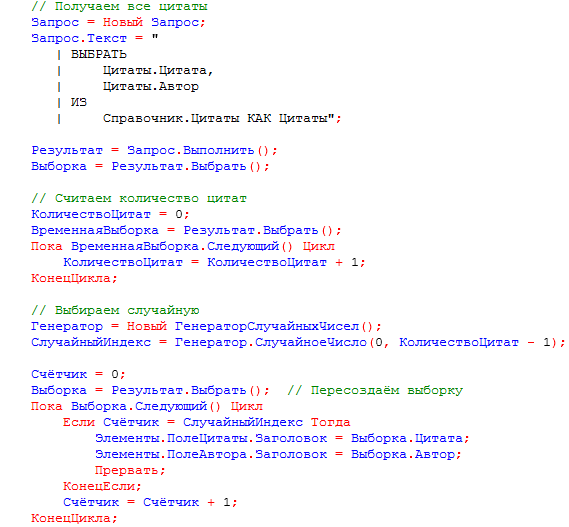 // Получаем все цитаты
Запрос = Новый Запрос;
Запрос.Текст = "
| ВЫБРАТЬ
|     Цитаты.Цитата,
|     Цитаты.Автор
| ИЗ
|     Справочник.Цитаты КАК Цитаты";
Результат = Запрос.Выполнить();
Выборка = Результат.Выбрать();
// Считаем количество цитат
КоличествоЦитат = 0;
ВременнаяВыборка = Результат.Выбрать();
Пока ВременнаяВыборка.Следующий() Цикл
КоличествоЦитат = КоличествоЦитат + 1;
КонецЦикла;
// Выбираем случайную
Генератор = Новый ГенераторСлучайныхЧисел();
СлучайныйИндекс = Генератор.СлучайноеЧисло(0, КоличествоЦитат - 1);
Счётчик = 0;
Выборка = Результат.Выбрать();  // Пересоздаём выборку
Пока Выборка.Следующий() Цикл
Если Счётчик = СлучайныйИндекс Тогда
Элементы.ПолеЦитаты.Заголовок = Выборка.Цитата;
Элементы.ПолеАвтора.Заголовок = Выборка.Автор;
Прервать;
КонецЕсли;
Счётчик = Счётчик + 1;
КонецЦикла;